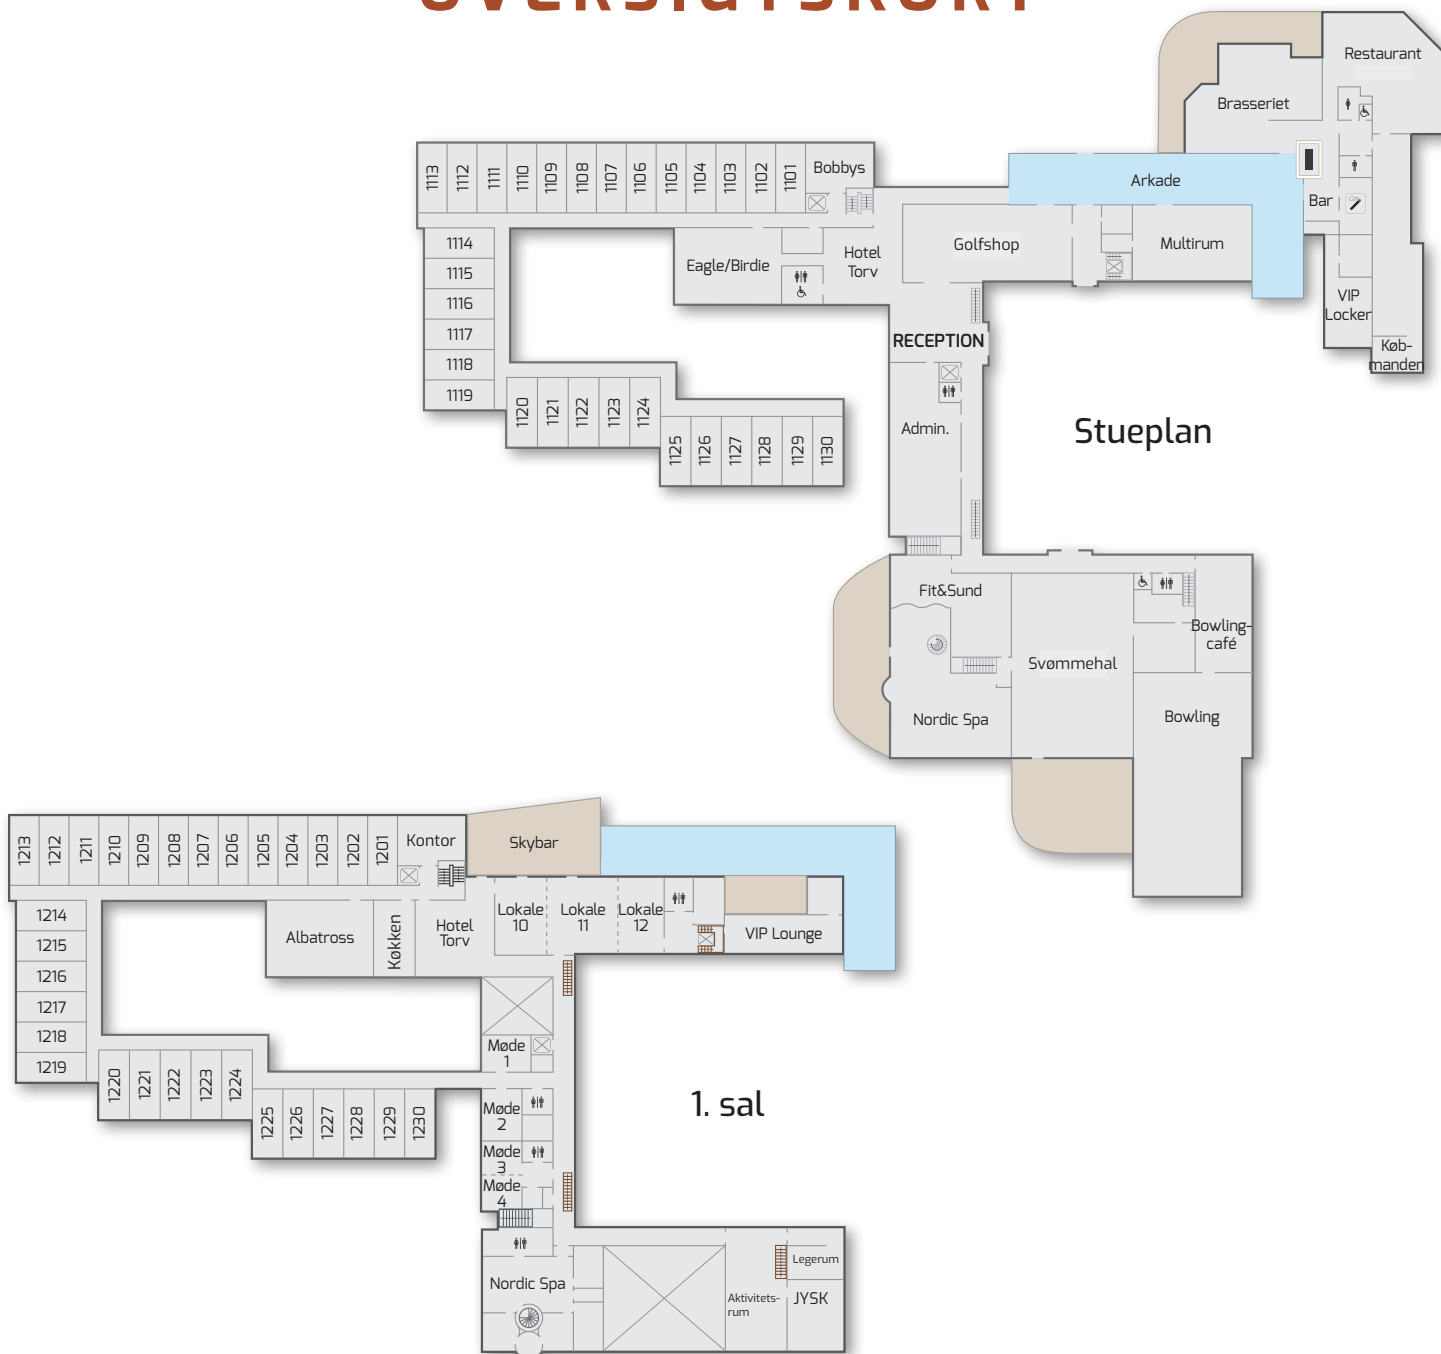 OVERSIGTSKORT
Restaurant
Brasseriet
1113
1112
1111
1110
1109
1108
1107
1106
1105
1104
1103
1102
1101
Bobbys
Arkade
Bar
1114
1115
1116
1117
1118
1119
Eagle/Birdie
Hotel
Torv
Golfshop
Multirum
VIP
Locker
Køb-
manden
RECEPTION
1120
1121
1122
1123
1124
1125
1126
1127
1128
1129
1130
Admin.
Stueplan
Fit&Sund
Bowling-
café
Svømmehal
Nordic Spa
Bowling
1213
1212
1211
1210
1209
1208
1207
1206
1205
1204
1203
1202
1201
Kontor
Skybar
1214
1215
1216
1217
1218
1219
Albatross
Køkken
Hotel
Torv
Lokale
10
Lokale
11
Lokale
12
VIP Lounge
Møde
1
1220
1221
1222
1223
1224
1225
1226
1227
1228
1229
1230
Møde
2
Møde
3
Møde
4
1. sal
Nordic Spa
Aktivitets-
rum
Legerum
JYSK